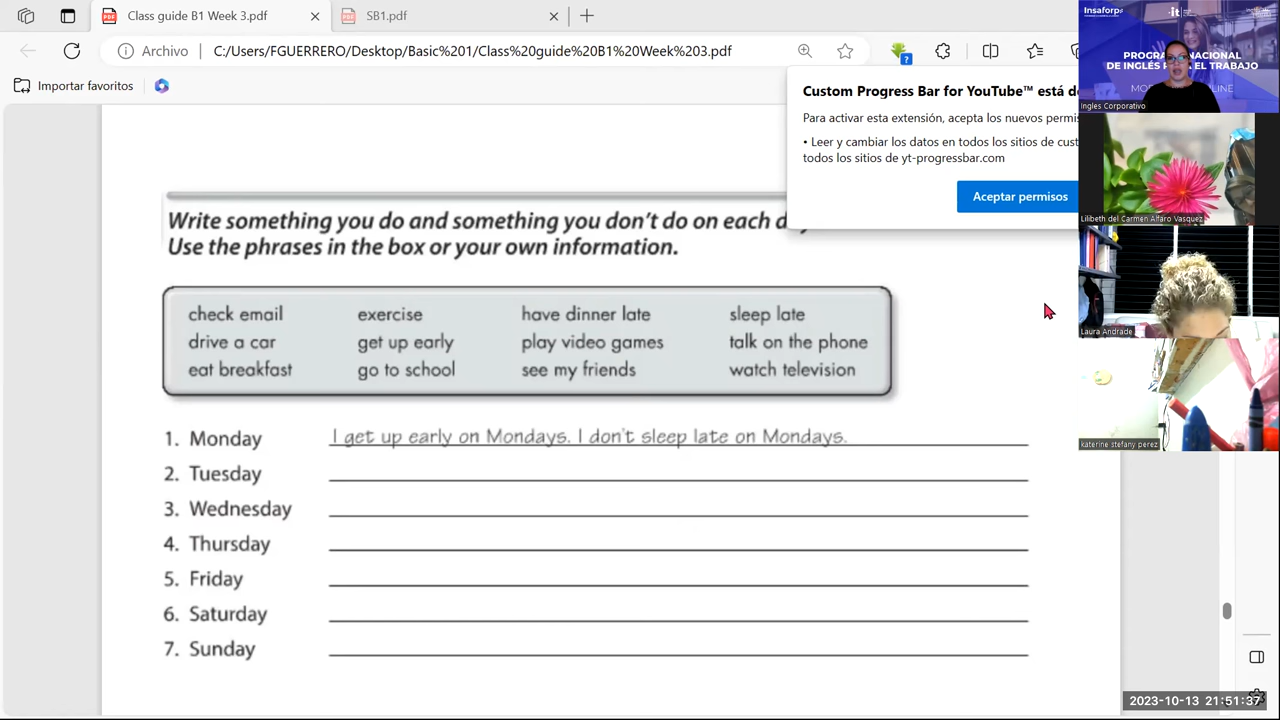 Class guide B1 Week 3.pdf
SB1.pdf
Archivo
C:/Users/FGUERRERO/Desktop/Basic%201/Class%20guide%20B1%20Week%203.pdf
Importar favoritos
Custom Progress Bar for YouTube™ está
Para activar esta extensión, acepta los nuevos
• Leer y cambiar los datos en todos los sitios de
todos los sitios de yt-progressbar.com
Aceptar permisos
Insaforp
NACIONAL
DE INGLÉS EL TRABAJO
Ingles Corporativo
Lilibeth del Carmen Alfaro Vasquez
Laura Andrade
katerine stefany perez
Write something you do and something you don't do on each
Use the phrases in the box or your own information.
check email exercise have dinner late sleep late
drive a car get up early play video games talk on the phone
eat breakfast go to school see my friends watch television
1. Monday I get up early on Mondays. I don't sleep late on Mondays.
2. Tuesday
3. Wednesday
4. Thursday
5. Friday
6. Saturday
7. Sunday
2023-10-13 21:51:37